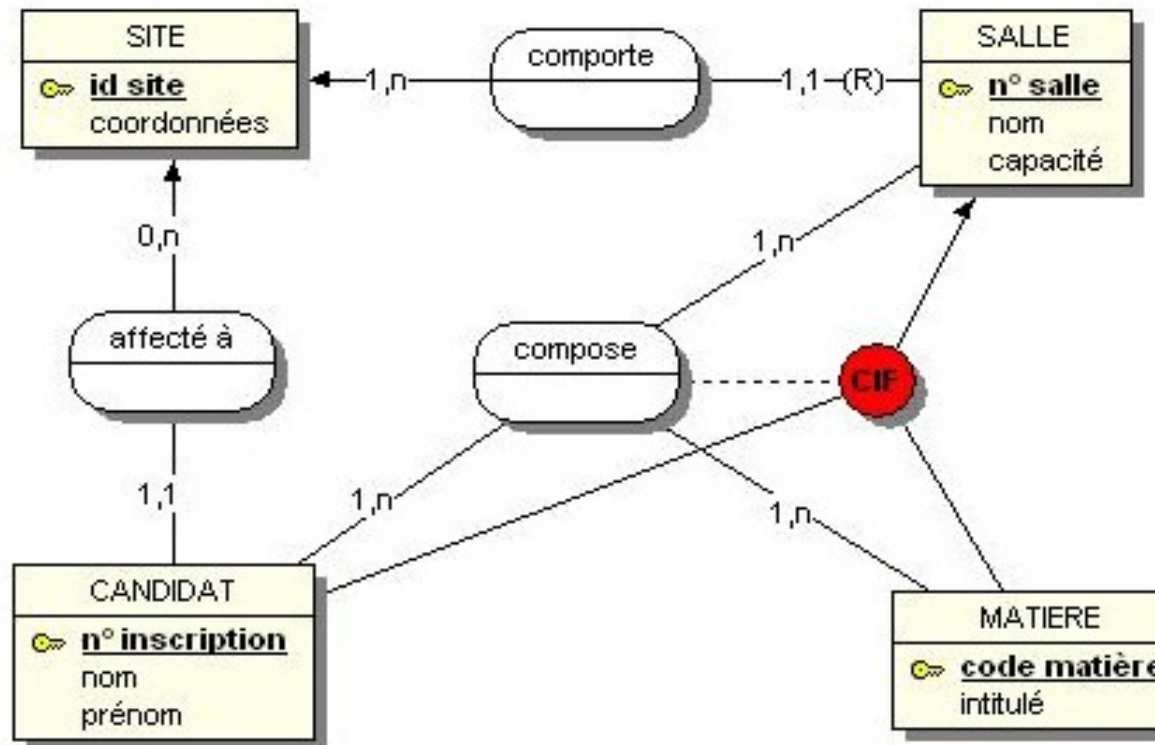 SITE
id site
coordonnées
1,n
comporte
1,1 (R)
SALLE
n° salle
nom
capacité
0,n
affecté à
1,1
1,n
compose
CIF
1,n
1,n
CANDIDAT
n° inscription
nom
prénom
MATIERE
code matière
intitulé